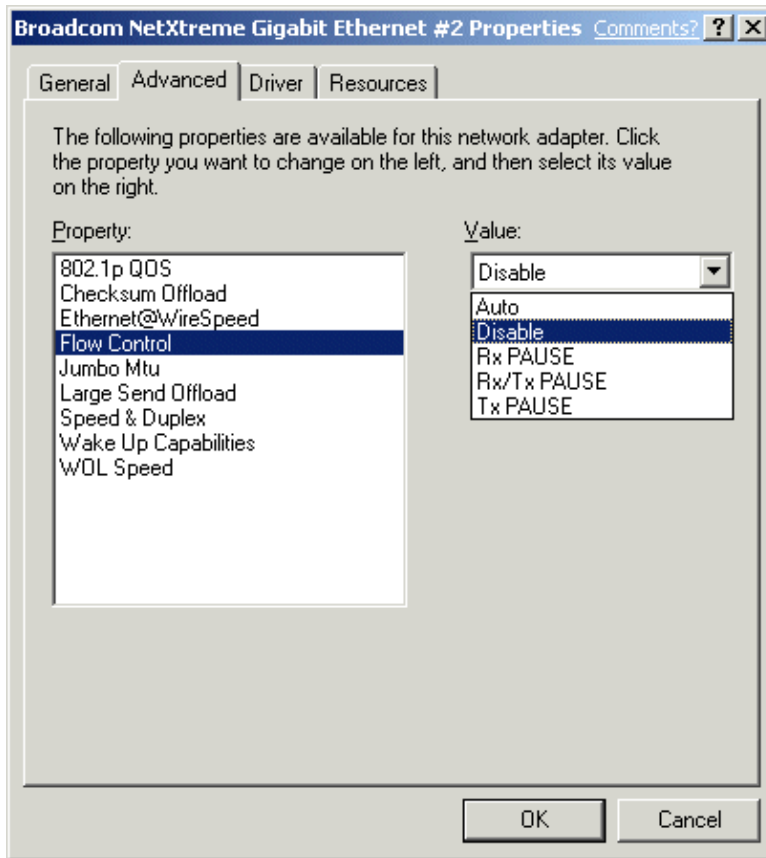 Broadcom NetXtreme Gigabit Ethernet #2 Properties Comments? ?
General Advanced Driver Resources
The following properties are available for this network adapter. Click
the property you want to change on the left, and then select its value
on the right.
Property:
802.1p QOS
Checksum Offload
Ethernet@WireSpeed
Flow Control
Jumbo Mtu
Large Send Offload
Speed & Duplex
Wake Up Capabilities
WOL Speed
Value:
Disable
Auto
Disable
Rx PAUSE
Rx/Tx PAUSE
Tx PAUSE
OK Cancel